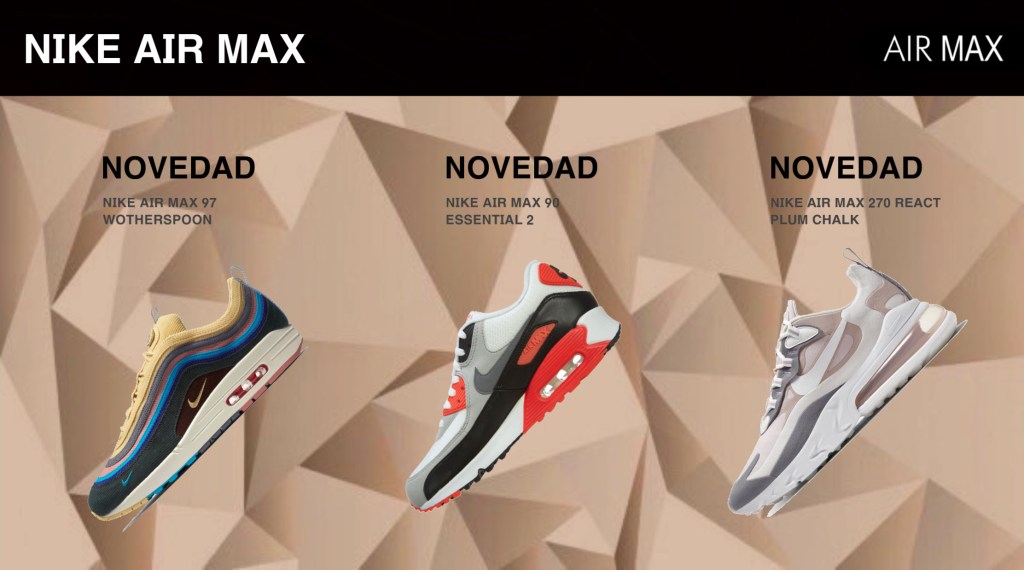 NIKE AIR MAX
AIR MAX
NOVEDAD
NIKE AIR MAX 97
WOTHERSPOON
NOVEDAD
NIKE AIR MAX 90
ESSENTIAL 2
NOVEDAD
NIKE AIR MAX 270 REACT
PLUM CHALK